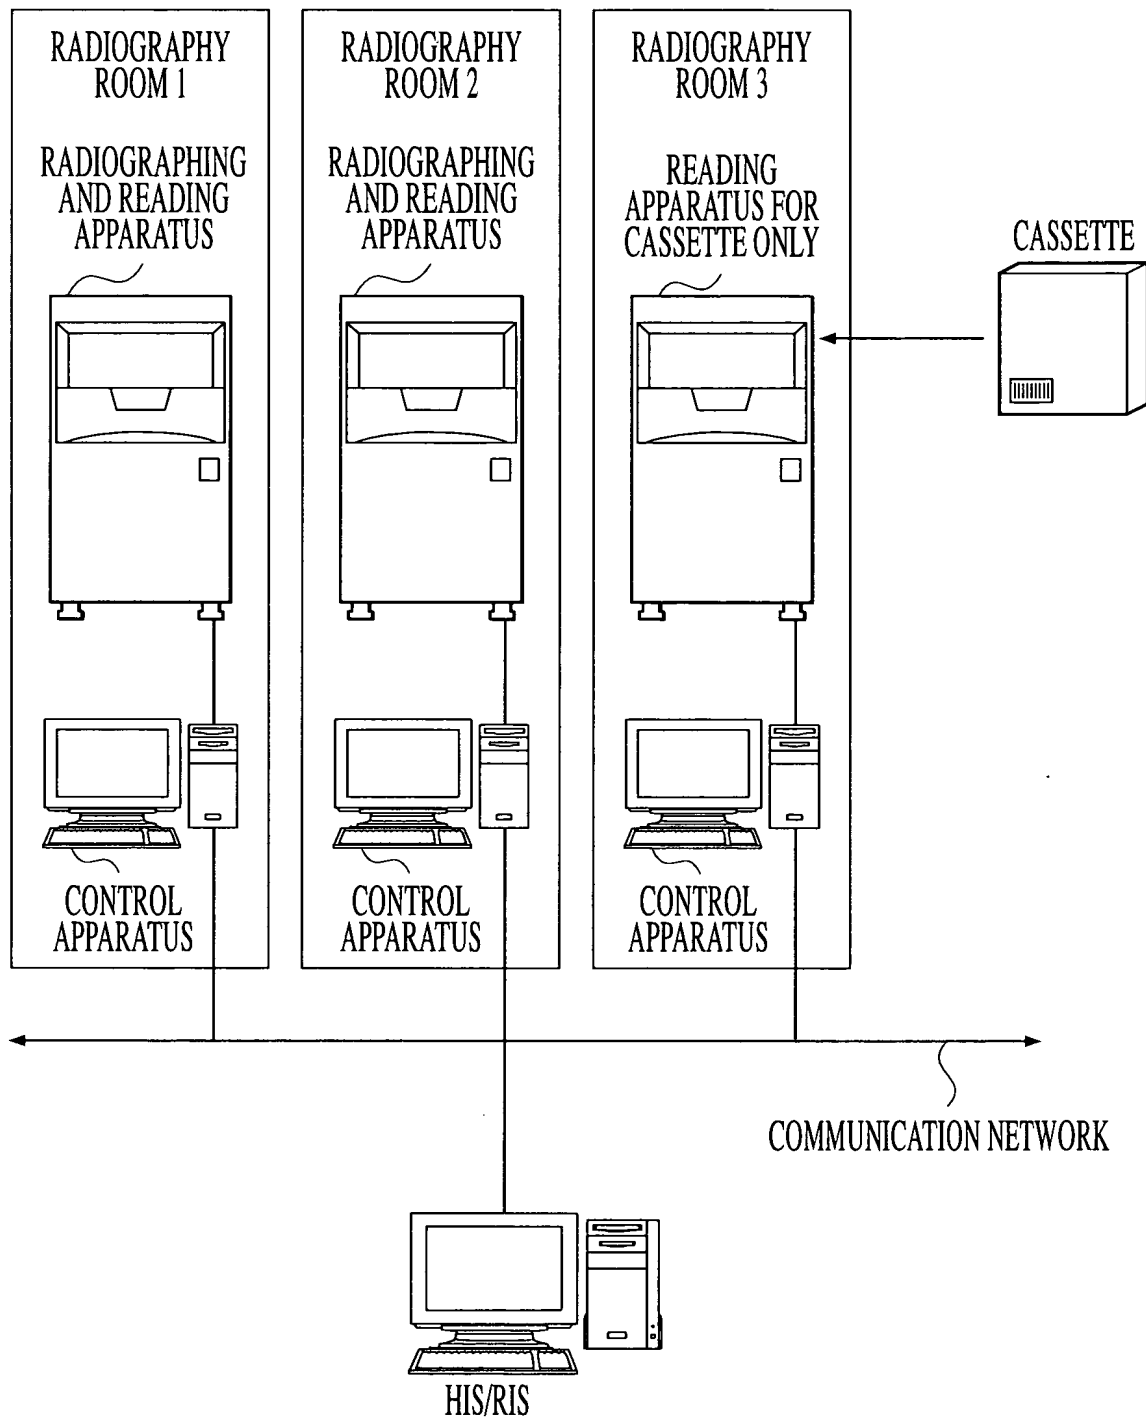 RADIOGRAPHY
ROOM 1
RADIOGRAPHY
ROOM 2
RADIOGRAPHY
ROOM 3
RADIOGRAPHING
AND READING
APPARATUS
RADIOGRAPHING
AND READING
APPARATUS
READING
APPARATUS FOR
CASSETTE ONLY
CASSETTE
CONTROL
APPARATUS
CONTROL
APPARATUS
CONTROL
APPARATUS
COMMUNICATION NETWORK
HIS/RIS